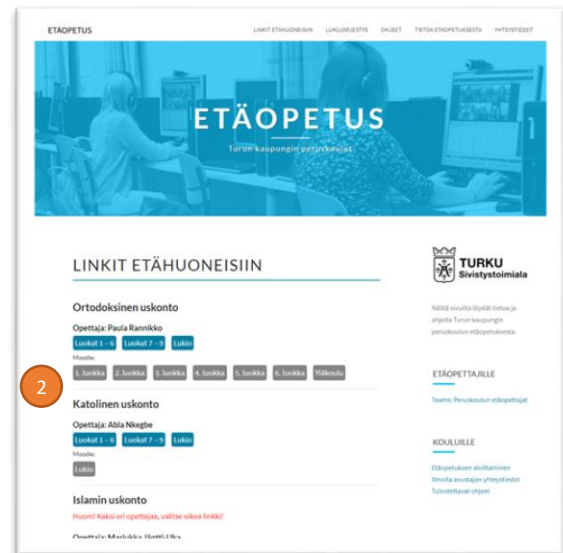 ETÄOPETUS
LINKIT ETÄHUONEISIIN LUKUJÄRJESTYS OHJEET TIETOA ETÄOPETUKSESTA YHTEYSTIEDOT
ETÄOPETUS
Turun kaupungin peruskoulut
LINKIT ETÄHUONEISIIN
Ortodoksinen uskonto
Opettaja: Paula Rannikko
Luokat 1 - 6 Luokat 7 - 9 Lukio
Moodle:
1. luokka 2. luokka 3. luokka 4. luokka 5. luokka 6. luokka Yläkoulu
2
Katolinen uskonto
Opettaja: Abla Nkegbe
Luokat 1 - 6 Luokat 7 - 9 Lukio
Moodle:
Lukio
Islamin uskonto
Huom! Kaksi eri opettajaa, valitse oikea linkki!
Opettaja: Marjukka
TURKU
Sivistystoimiala
Näiltä sivuilta löydät tietoa ja
ohjeita Turun kaupungin
peruskoulun etäopetuksesta.
ETÄOPETTAJILLE
Teams: Peruskoulun etäopettajat
KOULUILLE
Etäopetuksen aloittaminen
Ilmoita avustajan yhteystiedot
Tulostettavat ohjeet